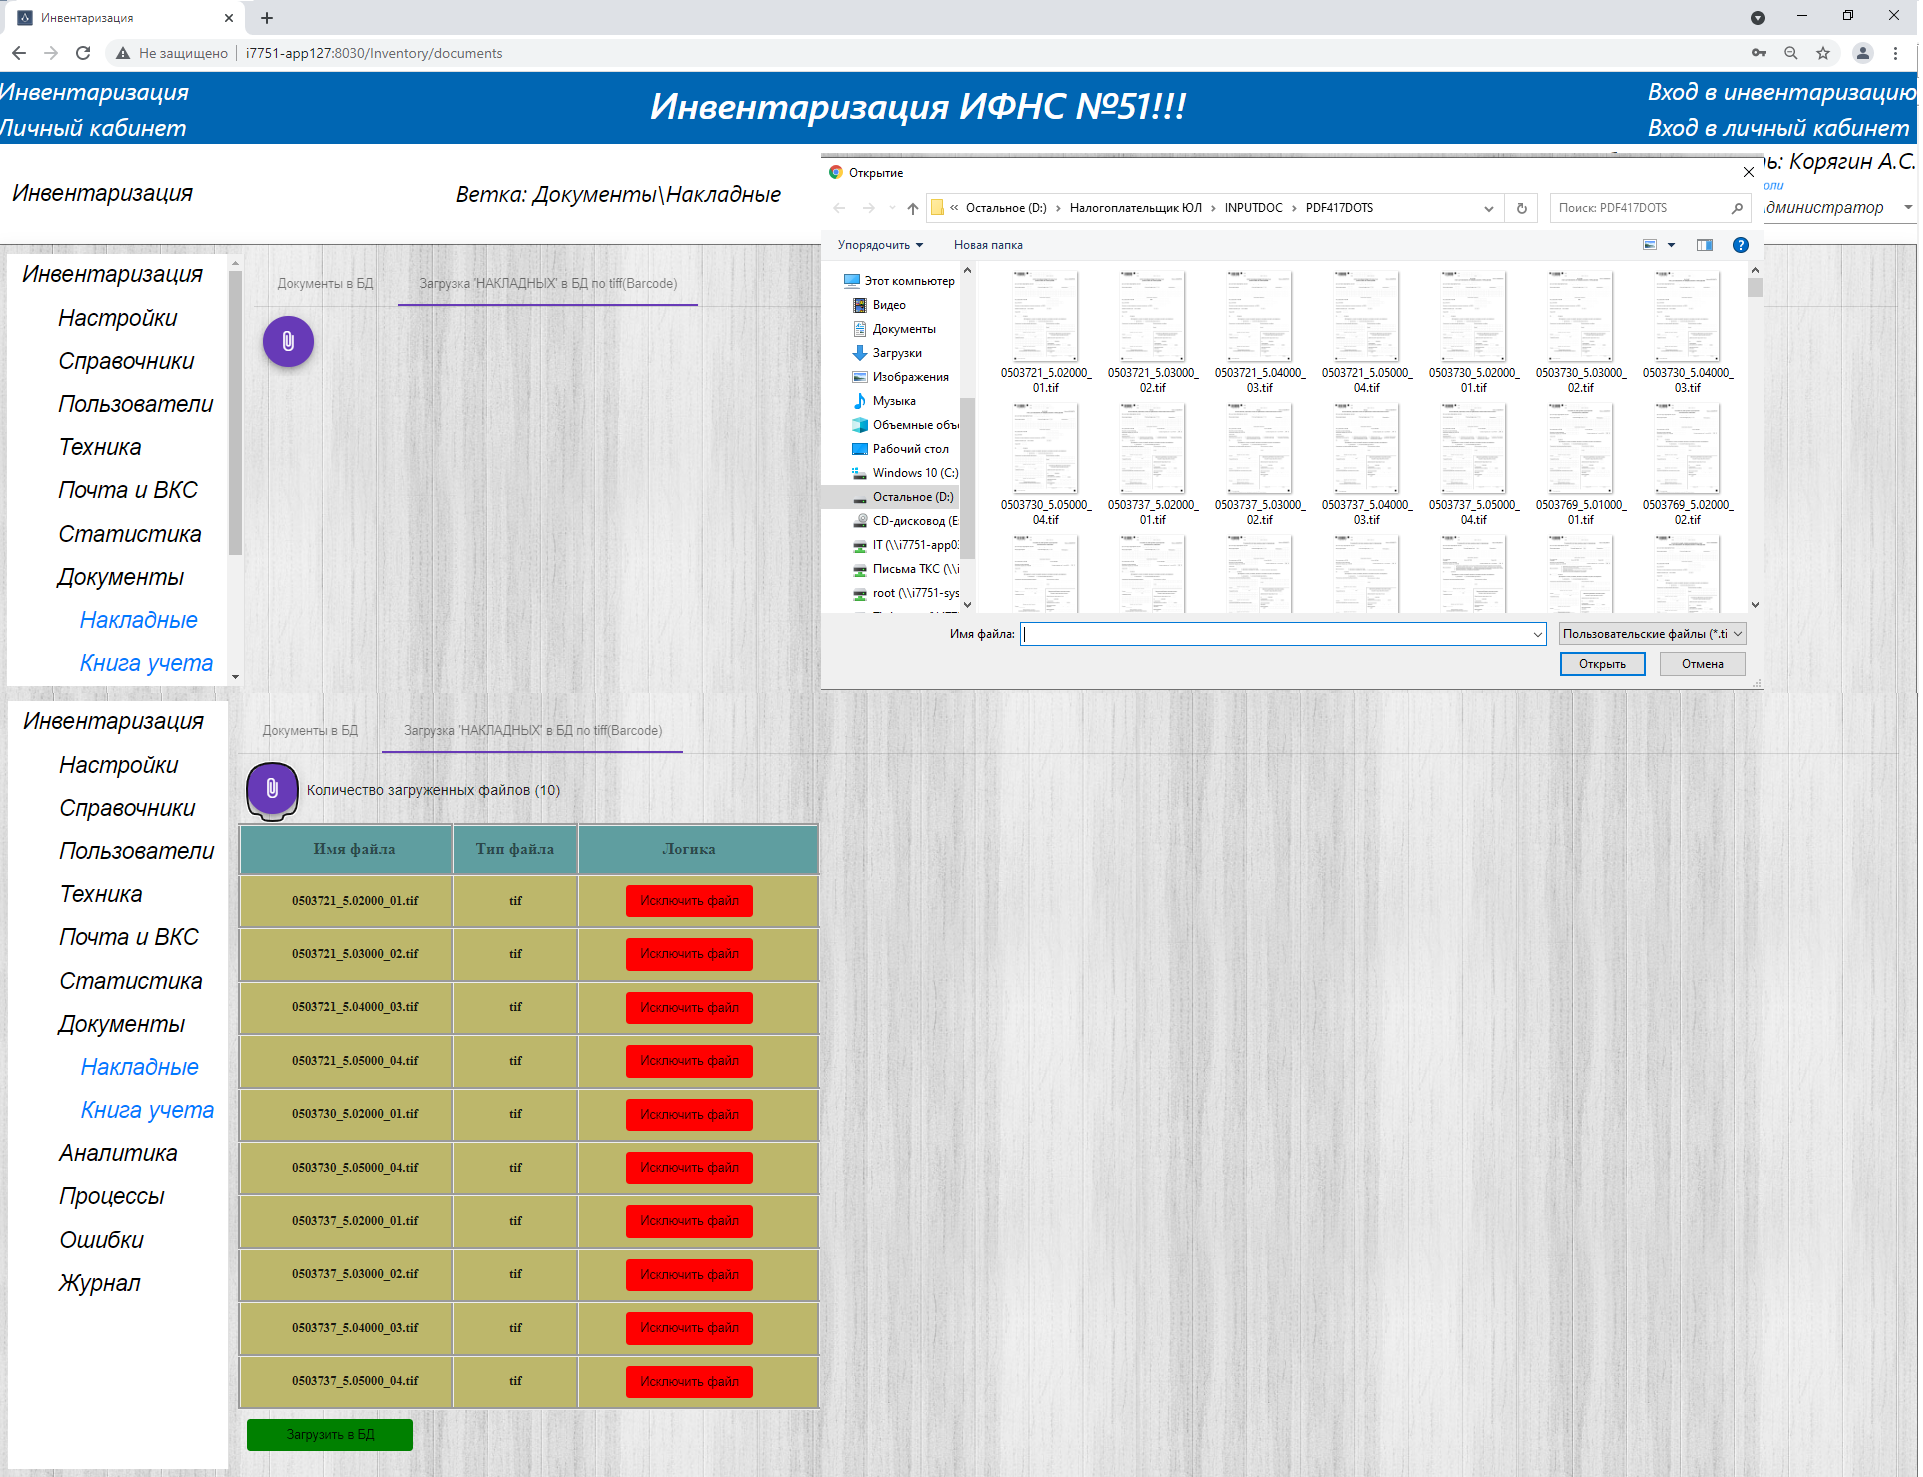 Инвентаризация
Не защищено
i7751-app127:8030/Inventory/documents
Инвентаризация
Личный кабинет
Инвентаризация ИФНС №51!!!
Вход в инвентаризацию
Вход в личный кабинет
Инвентаризация
Ветка: Документы\Накладные
ь: Корягин А.С.
оли
дминистратор
Открытие
« Остальное (D:) › Налогоплательщик ЮЛ › INPUTDOC › PDF417DOTS
Поиск: PDF417DOTS
Упорядочить
Новая папка
Этот компьютер
Видео
Документы
Загрузки
Изображения
Музыка
Объемные объ
Рабочий стол
Windows 10 (C:)
Остальное (D:)
CD-дисковод (E:
IT (\\i7751-app03
Письма ТКС (\\i
root (\\i7751-sys
0503721_5.02000_01.tif
0503721_5.03000_02.tif
0503721_5.04000_03.tif
0503721_5.05000_04.tif
0503730_5.02000_01.tif
0503730_5.03000_02.tif
0503730_5.04000_03.tif
0503730_5.05000_04.tif
0503737_5.02000_01.tif
0503737_5.03000_02.tif
0503737_5.04000_03.tif
0503737_5.05000_04.tif
0503769_5.01000_01.tif
0503769_5.02000_02.tif
Имя файла:
Пользовательские файлы (*.ti
Открыть
Отмена
Инвентаризация
Настройки
Справочники
Пользователи
Техника
Почта и ВКС
Статистика
Документы
Накладные
Книга учета
Документы в БД
Загрузка "НАКЛАДНЫХ" в БД по tiff(Barcode)
Инвентаризация
Настройки
Справочники
Пользователи
Техника
Почта и ВКС
Статистика
Документы
Накладные
Книга учета
Аналитика
Процессы
Ошибки
Журнал
Документы в БД
Загрузка "НАКЛАДНЫХ" в БД по tiff(Barcode)
Количество загруженных файлов (10)
Имя файла Тип файла Логика
0503721_5.02000_01.tif tif Исключить файл
0503721_5.03000_02.tif tif Исключить файл
0503721_5.04000_03.tif tif Исключить файл
0503721_5.05000_04.tif tif Исключить файл
0503730_5.02000_01.tif tif Исключить файл
0503730_5.05000_04.tif tif Исключить файл
0503737_5.02000_01.tif tif Исключить файл
0503737_5.03000_02.tif tif Исключить файл
0503737_5.04000_03.tif tif Исключить файл
0503737_5.05000_04.tif tif Исключить файл
Загрузить в БД